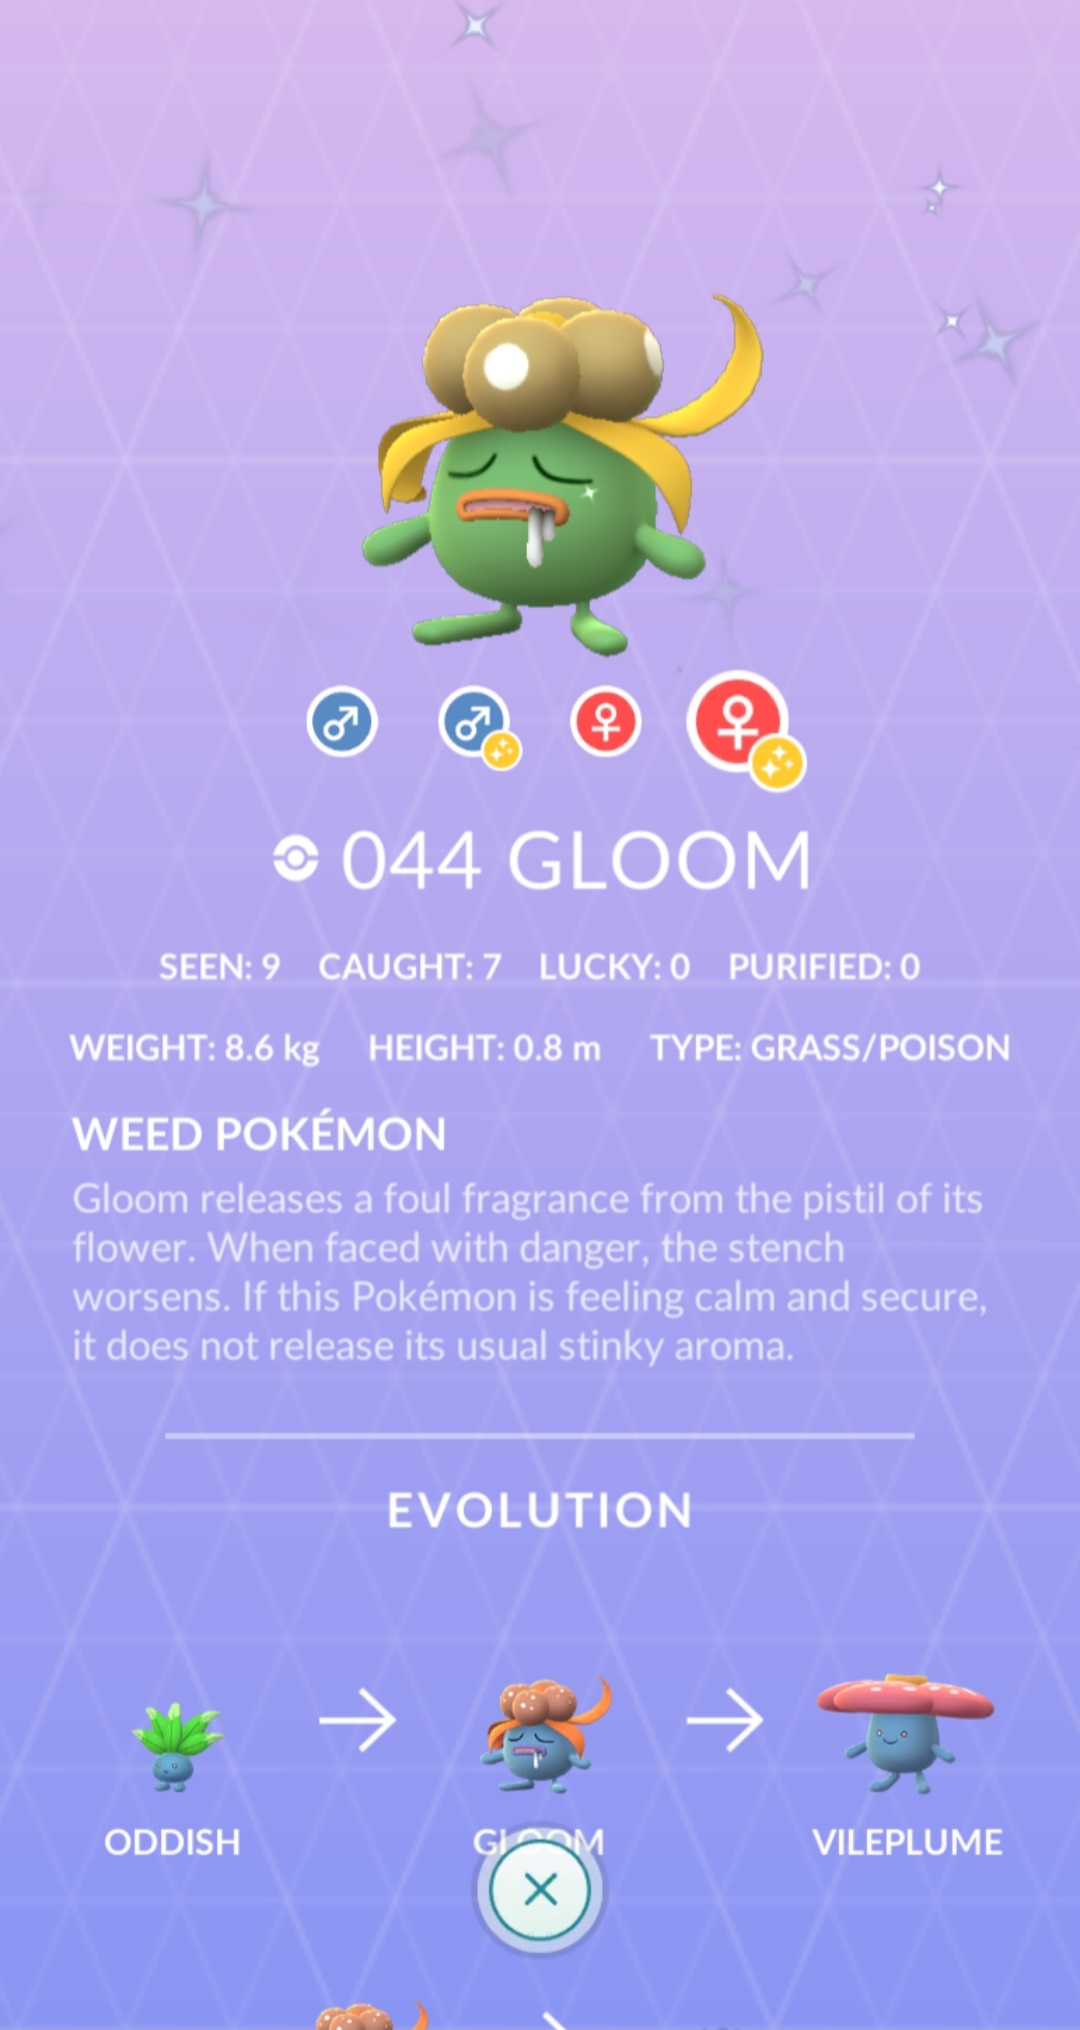 044 GLOOM
SEEN: 9 CAUGHT: 7 LUCKY: 0 PURIFIED: 0
WEIGHT: 8.6 kg HEIGHT: 0.8 m TYPE: GRASS/POISON
WEED POKÉMON
Gloom releases a foul fragrance from the pistil of its
flower. When faced with danger, the stench
worsens. If this Pokémon is feeling calm and secure,
it does not release its usual stinky aroma.
EVOLUTION
ODDISH GLOOM VILEPLUME